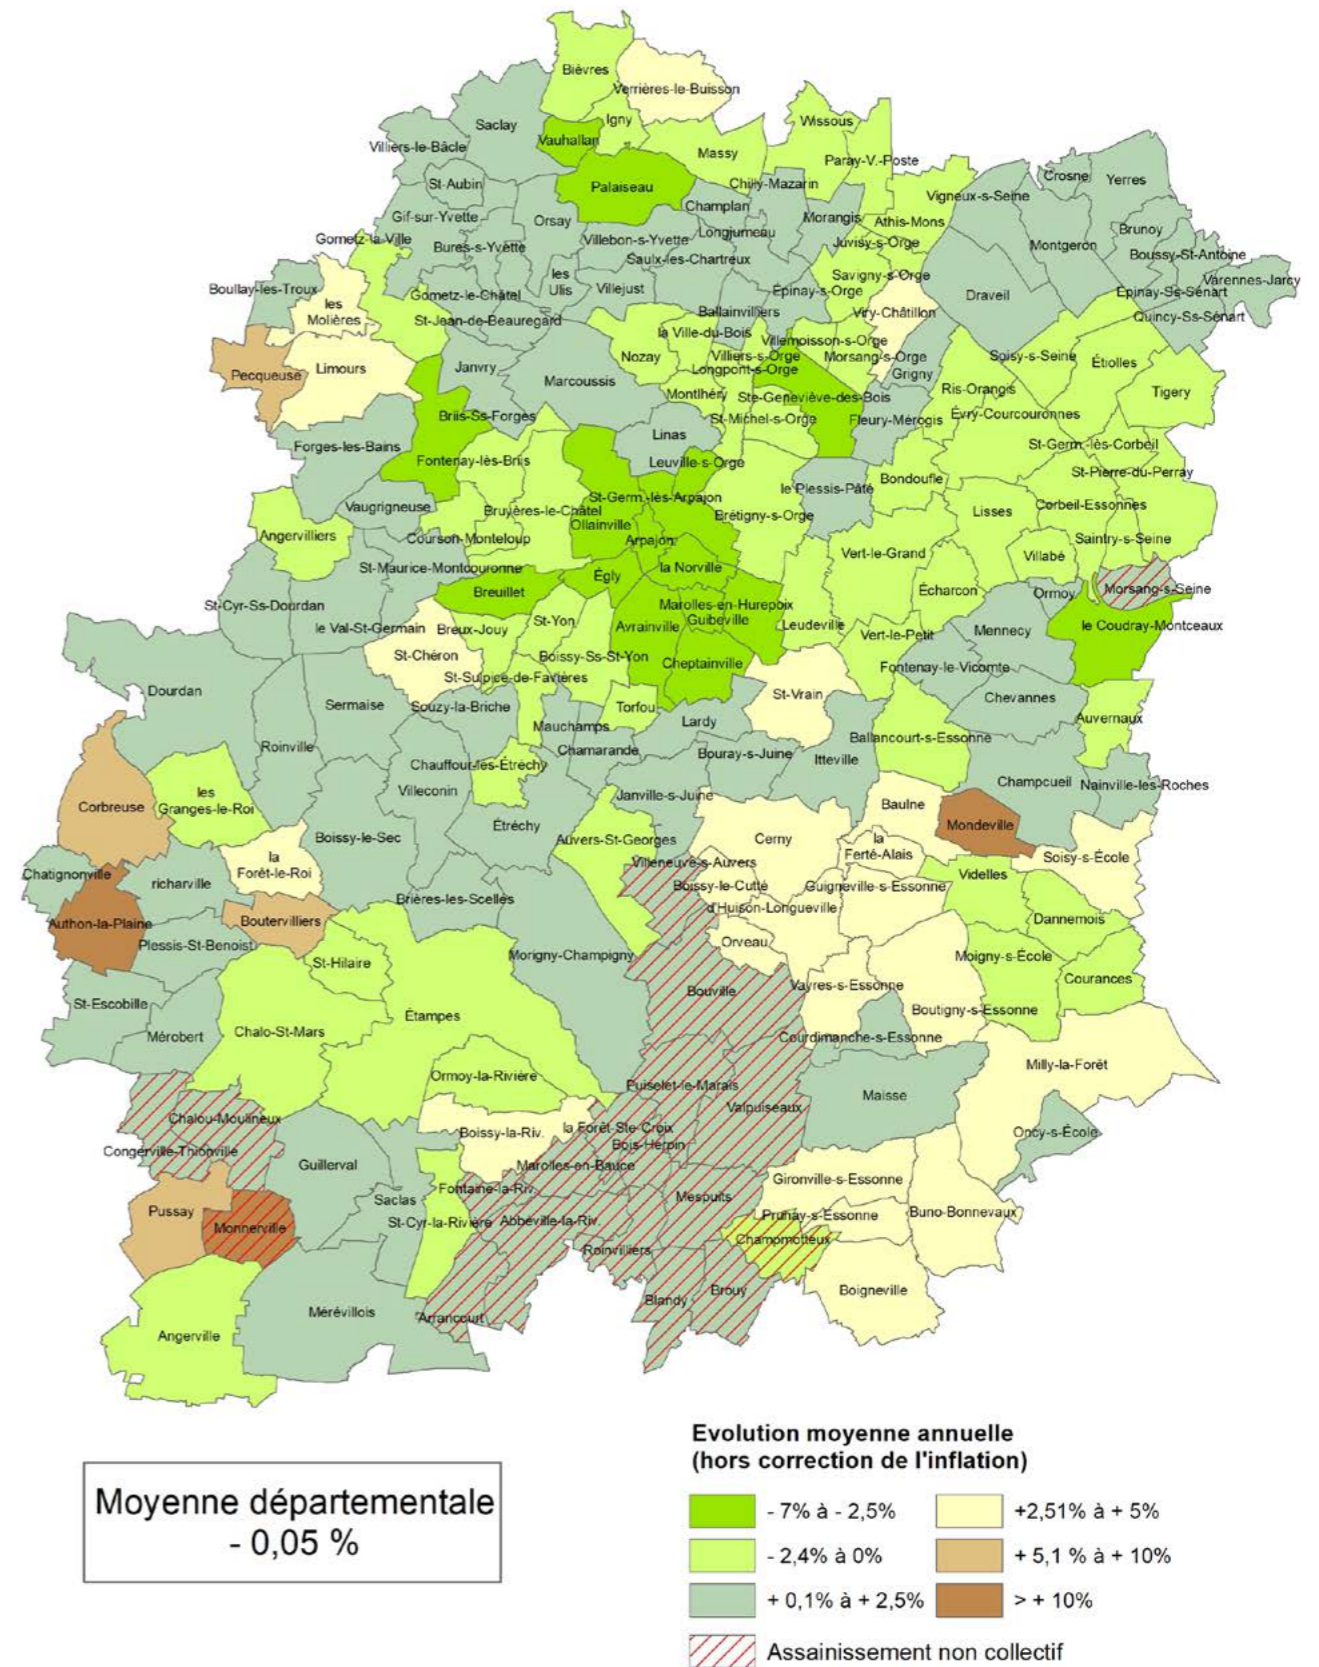 Bièvres
Verrières-le-Buisson
Igny
Wissous
Saclay
Vauhallan
Massy
Villiers-le-Bâcle
Paray-V.-Poste
St-Aubin
Palaiseau
Chilly-Mazarin
Crosne
Yerres
Vigneux-s-Seine
Champlan
Gif-sur-Yvette
Orsay
Morangis
Athis-Mons
Brunoy
Gometz-la-Ville
Bures-s-Yvette
Villebon-s-Yvette
Longjumeau
Juvisy-s-Orge
Montgeron
Boussy-St-Antoine
Saulx-les-Chartreux
Savigny-s-Orge
Varennes-Jarcy
Boullay-les-Troux
les
Ulis
Villejust
Épinay-s-Orge
Draveil
Épinay-Ss-Sénart
les
Molières
Gometz-le-Châtel
Ballainvilliers
Viry-Châtillon
Quincy-Ss-Sénart
St-Jean-de-Beauregard
la Ville-du-Bois
Villemoisson-s-Orge
Nozay
Villiers-s-Orge
Morsang-s-Orge
Soisy-s-Seine
Étiolles
Pecqueuse
Limours
Janvry
Marcoussis
Longpont-s-Orge
Grigny
Ris-Orangis
Tigery
Montlhéry
Ste-Geneviève-des-Bois
Briis-Ss-Forges
St-Michel-s-Orge
Fleury-Mérogis
Évry-Courcouronnes
Forges-les-Bains
Linas
St-Germ.-lès-Corbeil
Fontenay-lès-Briis
Leuville-s-Orge
St-Pierre-du-Perray
Bondoufle
le Plessis-Pâté
St-Germ.-lès-Arpajon
Vaugrigneuse
Bruyères-le-Châtel
Brétigny-s-Orge
Lisses
Corbeil-Essonnes
Ollainville
Angervilliers
Courson-Monteloup
Arpajon
Saintry-s-Seine
Vert-le-Grand
Villabé
St-Maurice-Montcouronne
la Norville
Égly
Écharcon
Ormoy
Morsang-s-Seine
Breuillet
St-Cyr-Ss-Dourdan
Marolles-en-Hurepoix
Guibeville
le Val-St-Germain
Breux-Jouy
St-Yon
Avrainville
Leudeville
Vert-le-Petit
Mennecy
le Coudray-Montceaux
St-Chéron
Boissy-Ss-St-Yon
Cheptainville
Fontenay-le-Vicomte
St-Sulpice-de-Favières
Dourdan
St-Vrain
Chevannes
Sermaise
Souzy-la-Briche
Torfou
Auvernaux
Mauchamps
Lardy
Roinville
Chamarande
Ballancourt-s-Essonne
Bouray-s-Juine
Itteville
Chauffour-lès-Étréchy
Champcueil
Nainville-les-Roches
les
Granges-le-Roi
Villeconin
Janville-s-Juine
Corbreuse
Baulne
Étréchy
Mondeville
Boissy-le-Sec
Auvers-St-Georges
Cerny
la
Ferté-Alais
Soisy-s-École
la
Forêt-le-Roi
Villeneuve-s-Auvers
Chatignonville
richarville
Videlles
Boissy-le-Cutté
Guigneville-s-Essonne
Brières-les-Scellés
d'Huison-Longueville
Authon-la-Plaine
Boutervilliers
Dannemois
Plessis-St-Benoist
Orveau
Morigny-Champigny
Moigny-s-École
St-Hilaire
Courances
Vayres-s-Essonne
Bouville
St-Escobille
Boutigny-s-Essonne
Étampes
Chalo-St-Mars
Mérobert
Courdimanche-s-Essonne
Milly-la-Forêt
Ormoy-la-Rivière
Puiselet-le-Marais
Maisse
Valpuiseaux
Chalou-Moulineux
la Forêt-Ste-Croix
Boissy-la-Riv.
Oncy-s-École
Bois-Herpin
Congerville-Thionville
Guillerval
Marolles-en-Bauce
Gironville-s-Essonne
Fontaine-la-Riv.
Saclas
Mespuits
Pussay
Prunay-s-Essonne
Buno-Bonnevaux
Monnerville
St-Cyr-la-Rivière
Abbéville-la-Riv.
Champmotteux
Roinvilliers
Brouy
Boigneville
Blandy
Mérévillois
Arrancourt
Angerville
Evolution moyenne annuelle
(hors correction de l'inflation)
Moyenne départementale
- 0,05 %
- 7% à - 2,5%
+2,51% à + 5%
- 2,4% à 0%
+ 5,1 % à + 10%
+ 0,1% à + 2,5%
> + 10%
Assainissement non collectif